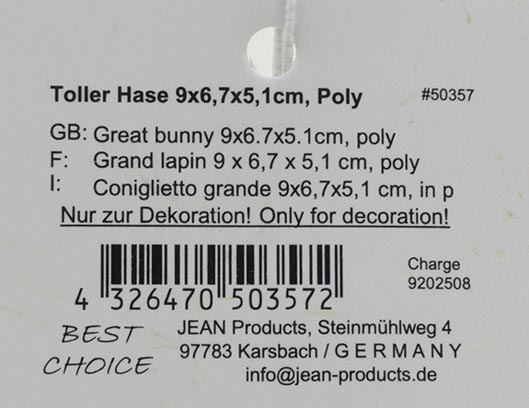 Toller Hase 9x6,7x5,1cm, Poly #50357
GB: Great bunny 9x6.7x5.1cm, poly
F: Grand lapin 9 x 6,7 x 5,1 cm, poly
I: Coniglietto grande 9x6,7x5,1 cm, in p
Nur zur Dekoration! Only for decoration!
Charge
9202508
4 326470 503572
BEST
CHOICE
JEAN Products, Steinmühlweg 4
97783 Karsbach / GERMANY
info@jean-products.de